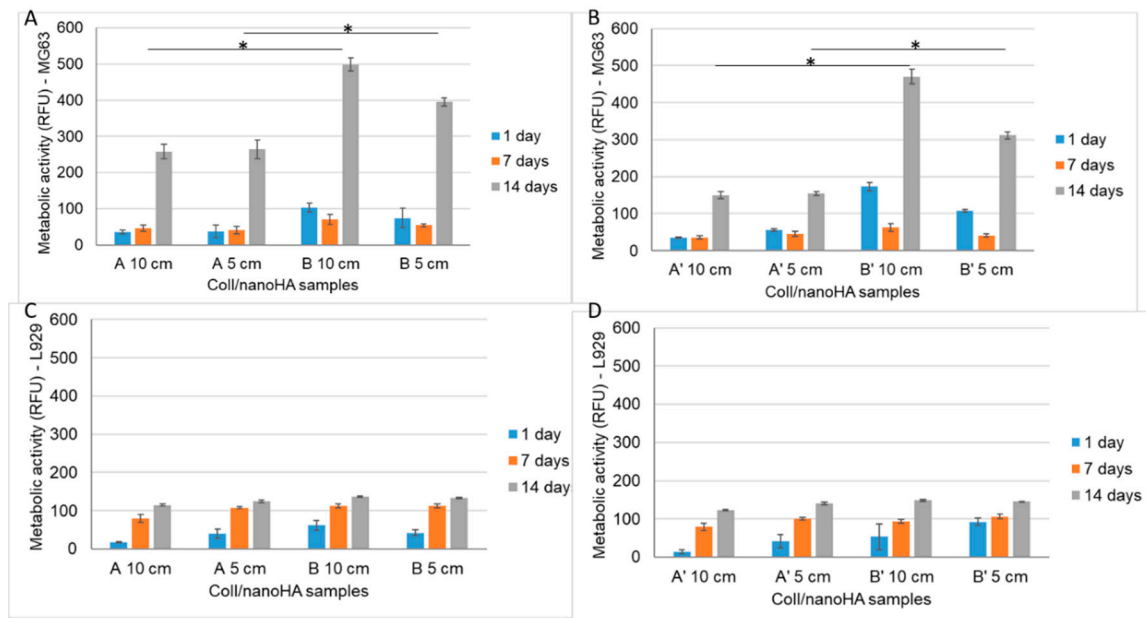 A
Metabolic activity (RFU) - MG63
600
500
400
300
200
100
0
*
*
A 10 cm A 5 cm B 10 cm B 5 cm
Coll/nanoHA samples
1 day
7 days
14 days
B
Metabolic activity (RFU) - MG63
600
500
400
300
200
100
0
*
*
A' 10 cm A' 5 cm B' 10 cm B' 5 cm
Coll/nanoHA samples
1 day
7 days
14 days
C
Metabolic activity (RFU) - L929
600
500
400
300
200
100
0
A 10 cm A 5 cm B 10 cm B 5 cm
Coll/nanoHA samples
1 day
7 days
14 day
D
Metabolic activity (RFU) - L929
600
500
400
300
200
100
0
A' 10 cm A' 5 cm B' 10 cm B' 5 cm
Coll/nanoHA samples
1 day
7 days
14 days